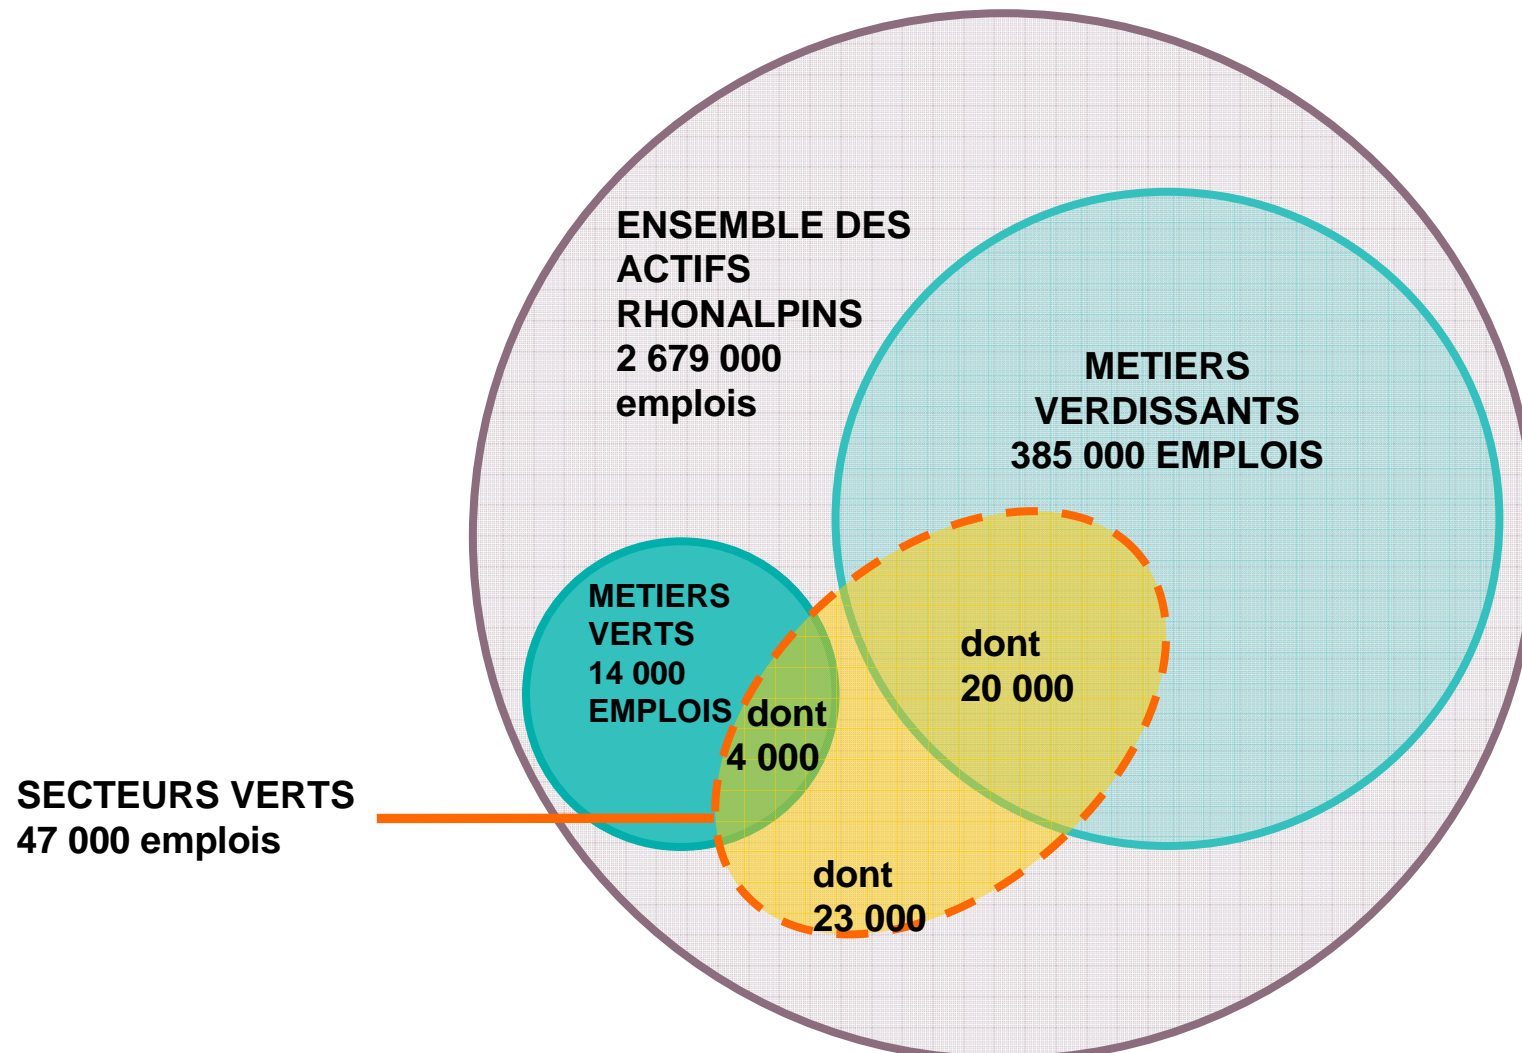 ENSEMBLE DES
ACTIFS
RHONALPINS
2 679 000
emplois
METIERS
VERDISSANTS
385 000 EMPLOIS
METIERS
VERTS
14 000
EMPLOIS
dont
4 000
dont
20 000
SECTEURS VERTS
47 000 emplois
dont
23 000